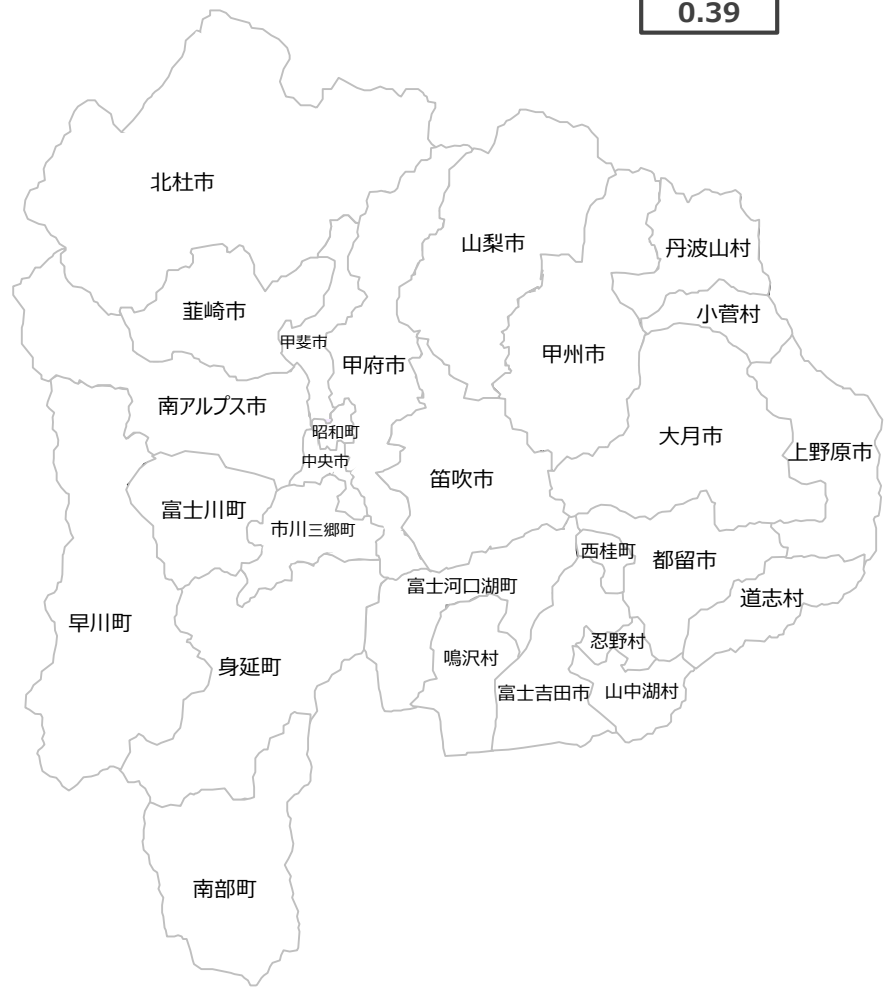 0.39
北杜市
山梨市
丹波山村
韮崎市
小菅村
甲斐市
甲府市
甲州市
南アルプス市
昭和町
大月市
中央市
上野原市
笛吹市
富士川町
市川三郷町
西桂町
都留市
富士河口湖町
道志村
早川町
忍野村
鳴沢村
身延町
富士吉田市
山中湖村
南部町